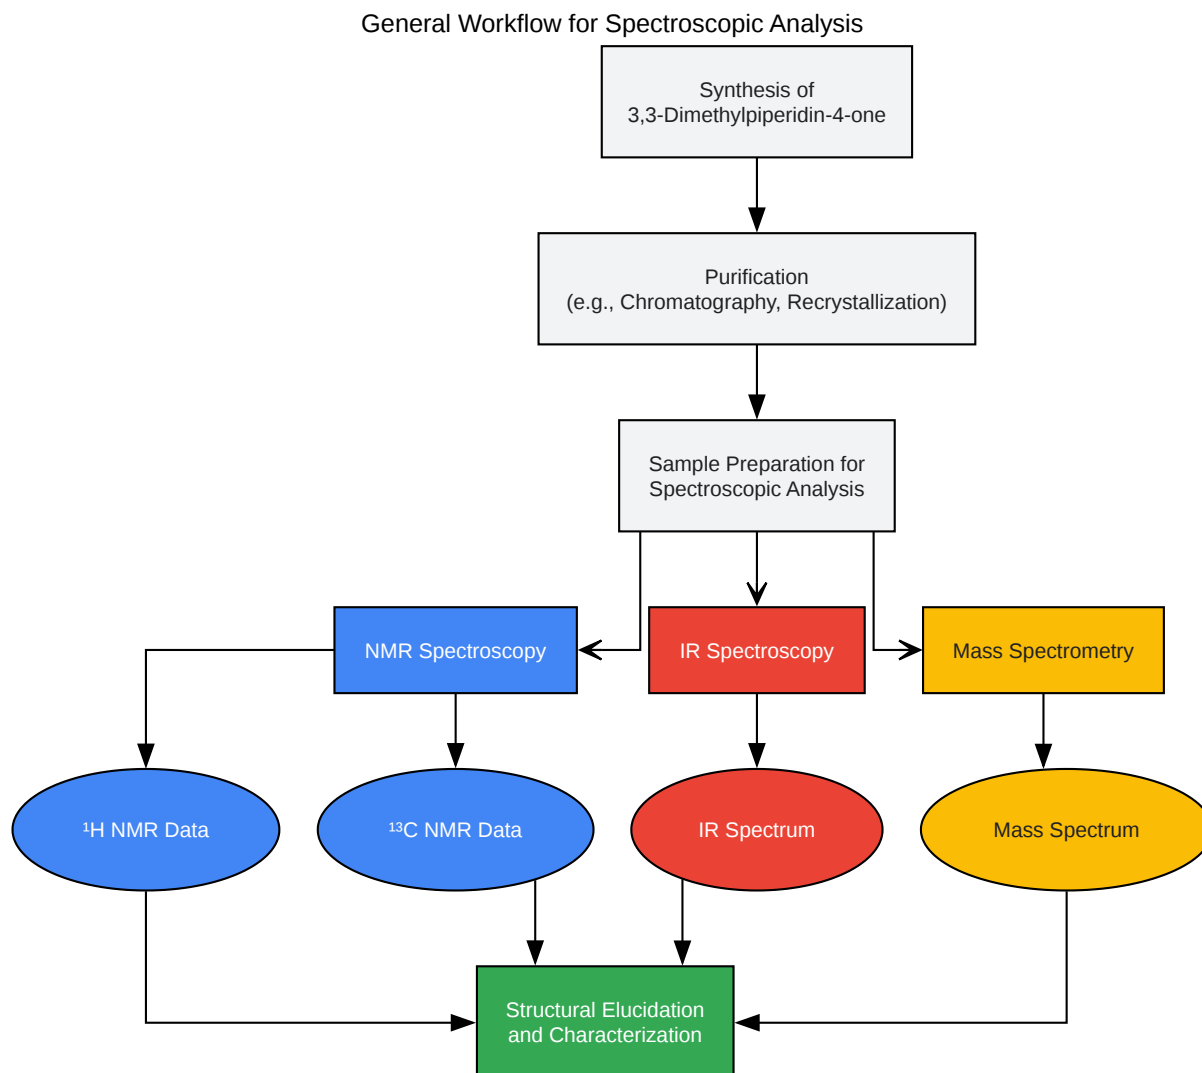 General Workflow for Spectroscopic Analysis
Synthesis of
3,3-Dimethylpiperidin-4-one
Purification
(e.g., Chromatography, Recrystallization)
Sample Preparation for
Spectroscopic Analysis
NMR Spectroscopy
IR Spectroscopy
Mass Spectrometry
¹H NMR Data
¹³C NMR Data
IR Spectrum
Mass Spectrum
Structural Elucidation
and Characterization